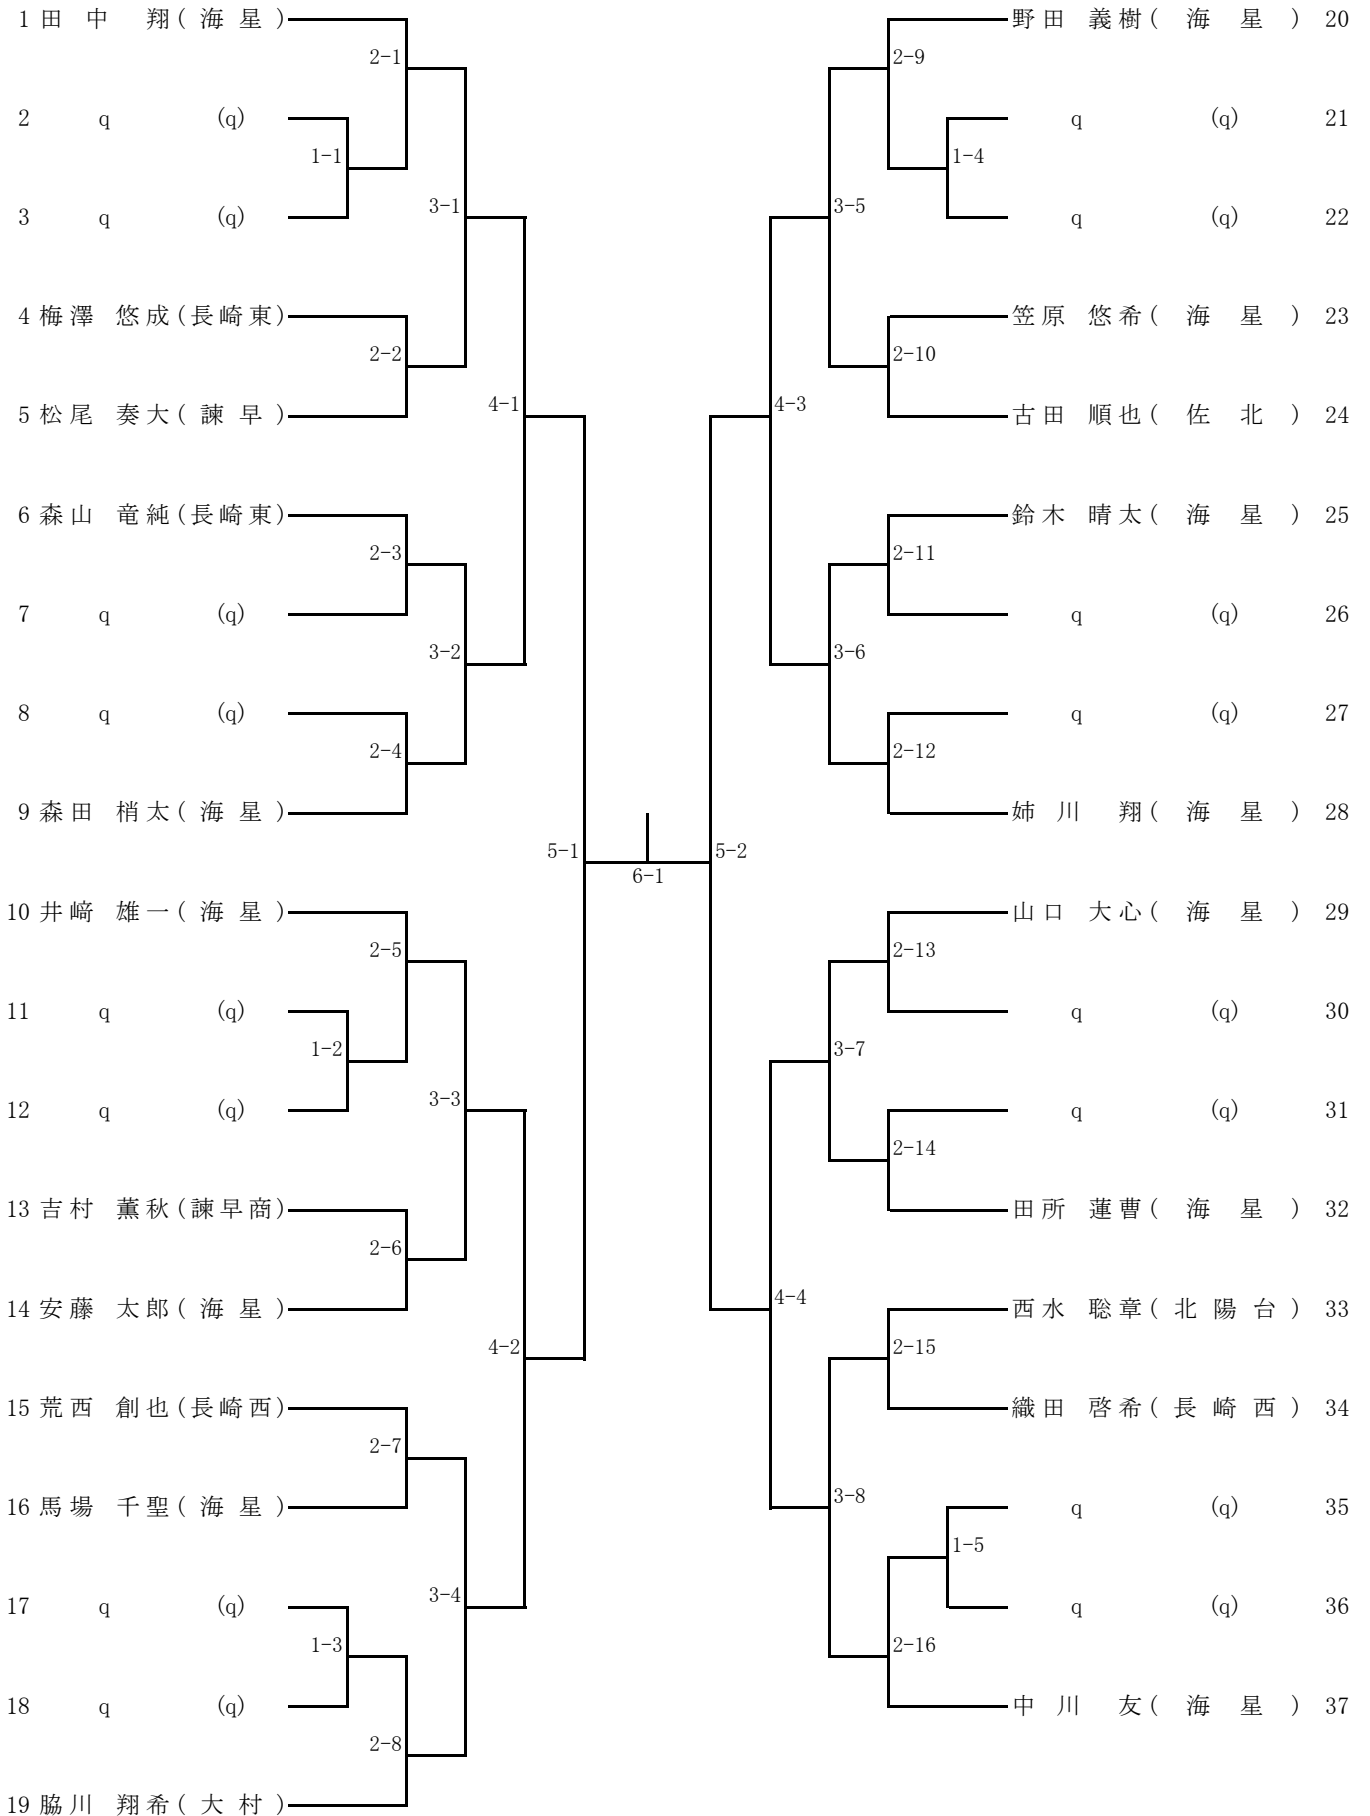 1 田中 翔(海星)
2-1
2 q (q)
1-1
3 q (q)
3-1
4 梅澤 悠成(長崎東)
2-2
5 松尾 奏大(諫早)
4-1
6 森山 竜純(長崎東)
2-3
7 q (q)
3-2
8 q (q)
2-4
9 森田 梢太(海星)
5-1
10 井﨑 雄一(海星)
2-5
11 q (q)
1-2
12 q (q)
3-3
13 吉村 薫秋(諫早商)
2-6
14 安藤 太郎(海星)
4-2
15 荒西 創也(長崎西)
2-7
16 馬場 千聖(海星)
3-4
17 q (q)
1-3
18 q (q)
2-8
19 脇川 翔希(大村)
6-1
野田 義樹(海星) 20
2-9
q (q) 21
1-4
q (q) 22
3-5
笠原 悠希(海星) 23
2-10
古田 順也(佐北) 24
4-3
鈴木 晴太(海星) 25
2-11
q (q) 26
3-6
q (q) 27
2-12
姉川 翔(海星) 28
5-2
山口 大心(海星) 29
2-13
q (q) 30
3-7
q (q) 31
2-14
田所 蓮曹(海星) 32
4-4
西水 聡章(北陽台) 33
2-15
織田 啓希(長崎西) 34
3-8
q (q) 35
1-5
q (q) 36
2-16
中川 友(海星) 37